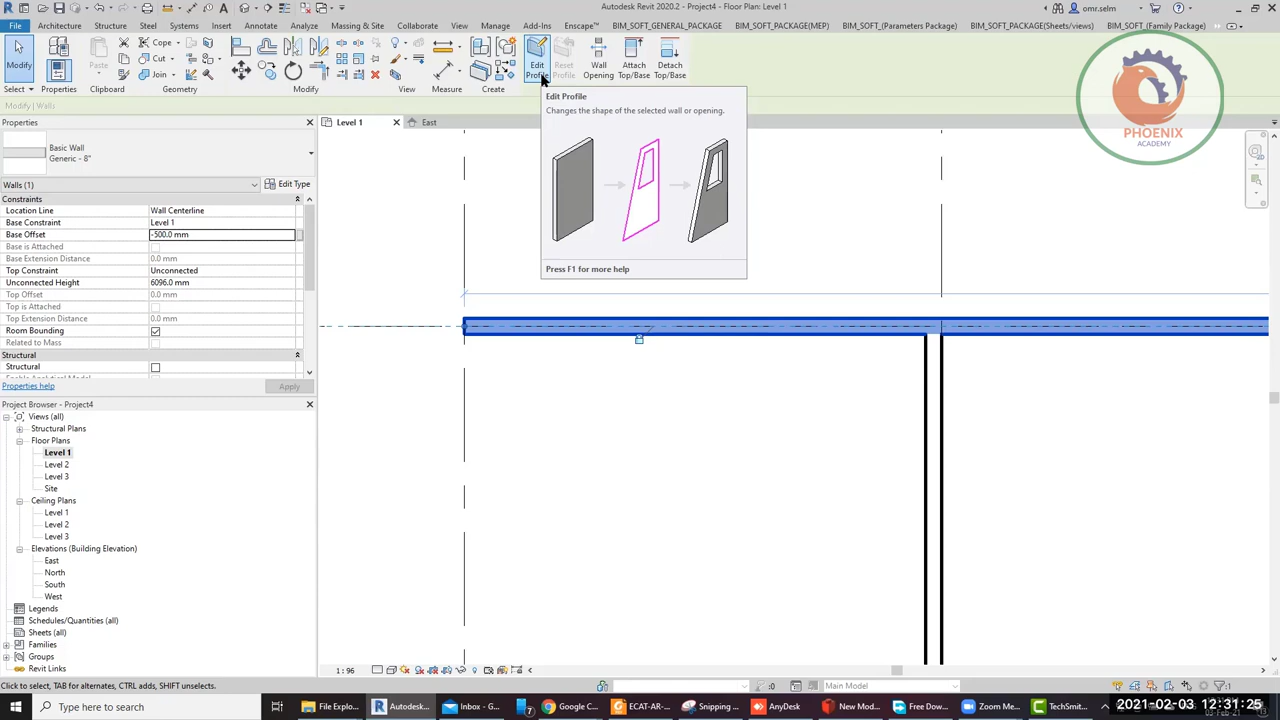 Autodesk Revit 2020.2 - Project4 - Floor Plan: Level 1
omr.selm
File Architecture Structure Steel Systems Insert Annotate Analyze Massing & Site Collaborate View Manage Add-Ins Enscape™ BIM_SOFT_GENERAL_PACKAGE BIM_SOFT_PACKAGE(MEP) (Parameters Package) BIM_SOFT_PACKAGE(Sheets/views) BIM_SOFT (Family Package)
Modify
Paste
Cope
Cut
Join
Edit Profile
Reset Profile
Wall Opening
Attach Top/Base
Detach Top/Base
Select Properties Clipboard Geometry Modify View Measure Create
Modify | Walls
Edit Profile
Changes the shape of the selected wall or opening.
Press F1 for more help
PHOENIX
ACADEMY
Level 1
East
Properties
Basic Wall
Generic - 8"
Walls (1)
Edit Type
Constraints
Location Line Wall Centerline
Base Constraint Level 1
Base Offset -500.0 mm
Base is Attached
Base Extension Distance 0.0 mm
Top Constraint Unconnected
Unconnected Height 6096.0 mm
Top Offset 0.0 mm
Top is Attached
Top Extension Distance 0.0 mm
Room Bounding
Related to Mass
Structural
Structural
Properties help
Apply
Project Browser - Project4
Views (all)
Structural Plans
Floor Plans
Level 1
Level 2
Level 3
Site
Ceiling Plans
Level 1
Level 2
Level 3
Elevations (Building Elevation)
East
North
South
West
Legends
Schedules/Quantities (all)
Sheets (all)
Families
Groups
Revit Links
1 : 96
Click to select, TAB for alternates, CTRL adds, SHIFT unselects.
:0
Main Model
:1
Type here to search
File Explo...
Autodesk...
Inbox - G...
Google C...
ECAT-AR-...
Snipping ...
AnyDesk
New Mod...
Free Dow...
Zoom Me...
TechSmit...
2021-02-03 12:31:25